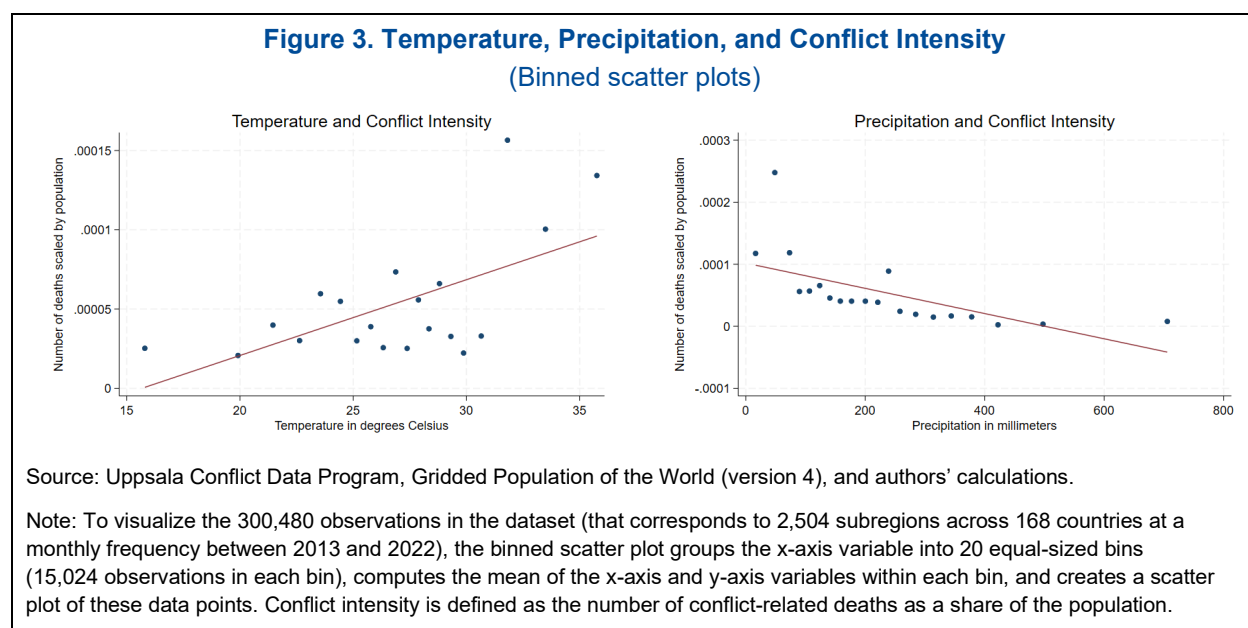 Figure 3. Temperature, Precipitation, and Conflict Intensity
(Binned scatter plots)
Temperature and Conflict Intensity
Number of deaths scaled by population
.00015
.0001
.00005
0
15 20 25 30 35
Temperature in degrees Celsius
Precipitation and Conflict Intensity
Number of deaths scaled by population
.0003
.0002
.0001
0
-.0001
0 200 400 600 800
Precipitation in millimeters
Source: Uppsala Conflict Data Program, Gridded Population of the World (version 4), and authors’ calculations.
Note: To visualize the 300,480 observations in the dataset (that corresponds to 2,504 subregions across 168 countries at a
monthly frequency between 2013 and 2022), the binned scatter plot groups the x-axis variable into 20 equal-sized bins
(15,024 observations in each bin), computes the mean of the x-axis and y-axis variables within each bin, and creates a scatter
plot of these data points. Conflict intensity is defined as the number of conflict-related deaths as a share of the population.